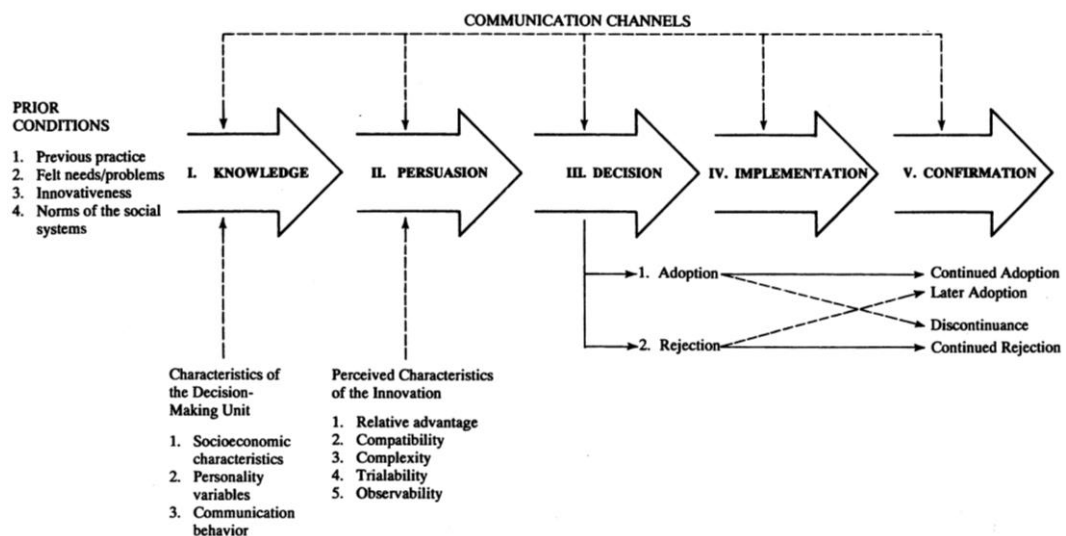 COMMUNICATION CHANNELS
PRIOR
CONDITIONS
1. Previous practice
2. Felt needs/problems
3. Innovativeness
4. Norms of the social
systems
I. KNOWLEDGE
II. PERSUASION
III. DECISION
IV. IMPLEMENTATION
V. CONFIRMATION
1. Adoption
2. Rejection
Continued Adoption
Later Adoption
Discontinuance
Continued Rejection
Characteristics of
the Decision-
Making Unit
1. Socioeconomic
characteristics
2. Personality
variables
3. Communication
behavior
Perceived Characteristics
of the Innovation
1. Relative advantage
2. Compatibility
3. Complexity
4. Trialability
5. Observability